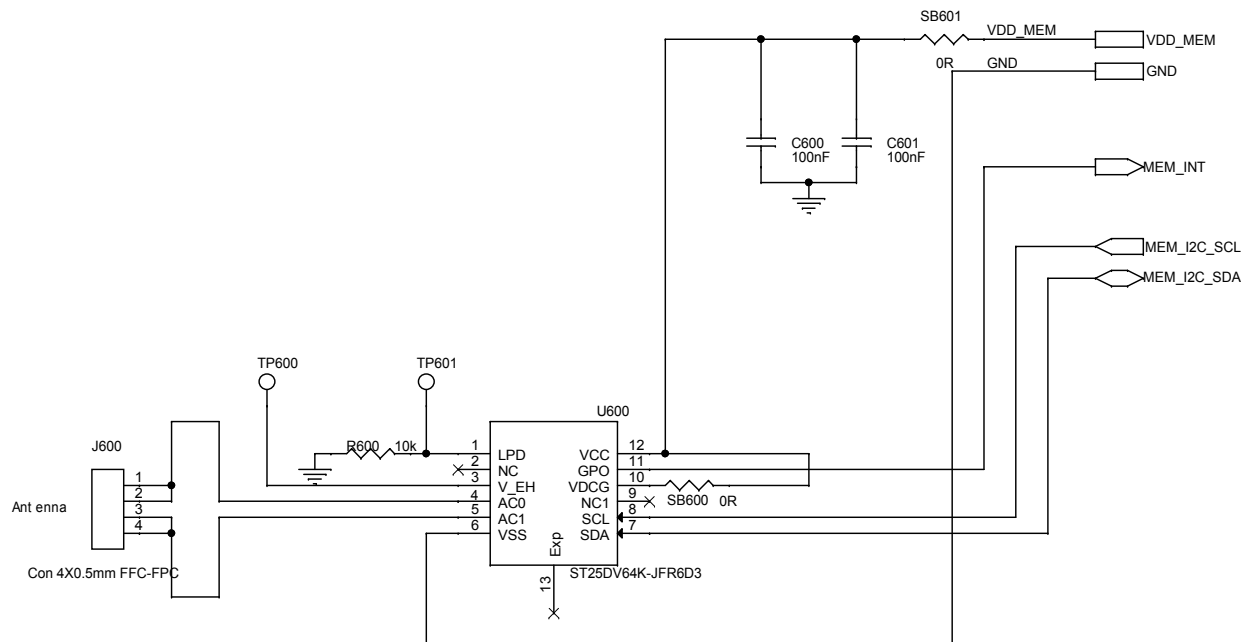 SB601
VDD_MEM
VDD_MEM
0R
GND
GND
C600
100nF
C601
100nF
MEM_INT
MEM_I2C_SCL
MEM_I2C_SDA
TP600
TP601
U600
J600
R600 10k
1
2
3
4
5
6
LPD
NC
V_EH
AC0
AC1
VSS
VCC
GPO
VDCG
NC1
SCL
SDA
12
11
10
9
8
7
SB600
0R
1
2
3
4
Ant enna
Con 4X0.5mm FFC-FPC
Exp
13
ST25DV64K-JFR6D3